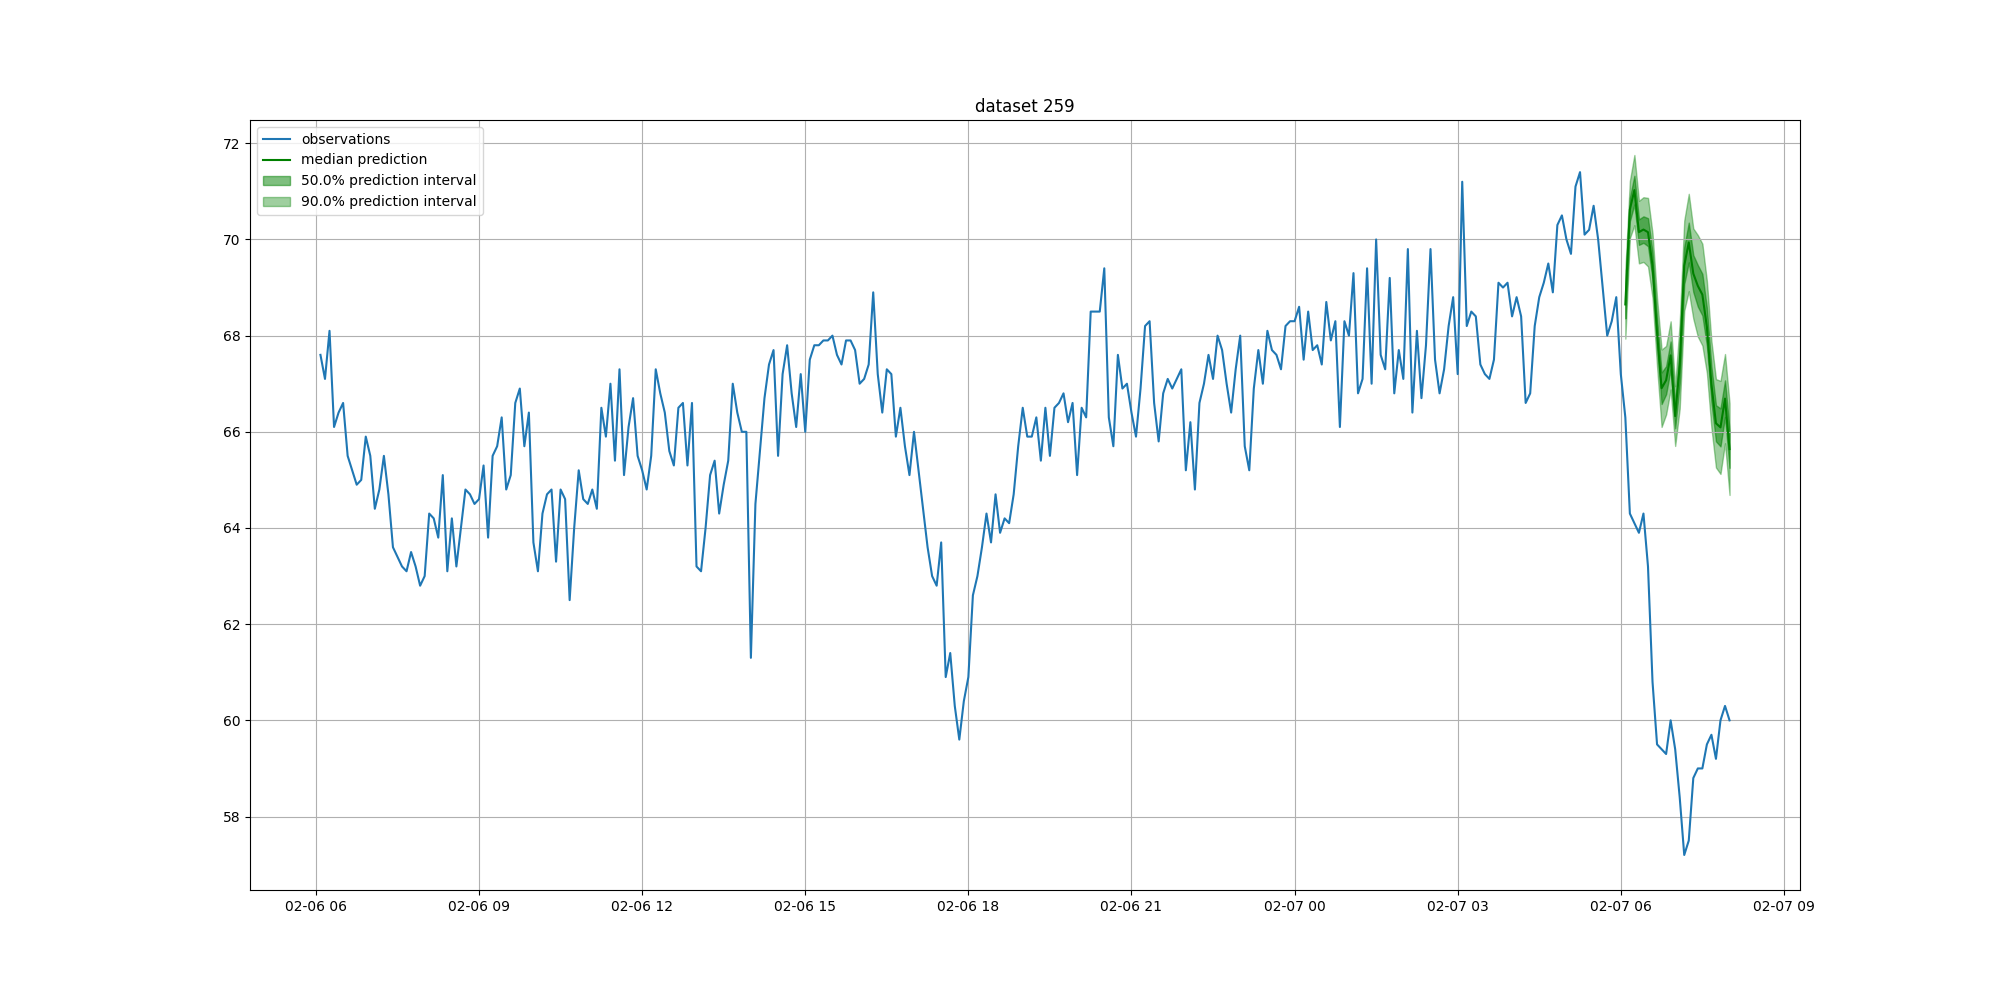 dataset 259
observations
median prediction
50.0% prediction interval
90.0% prediction interval
72
70
68
66
64
62
60
58
02-06 06 02-06 09 02-06 12 02-06 15 02-06 18 02-06 21 02-07 00 02-07 03 02-07 06 02-07 09